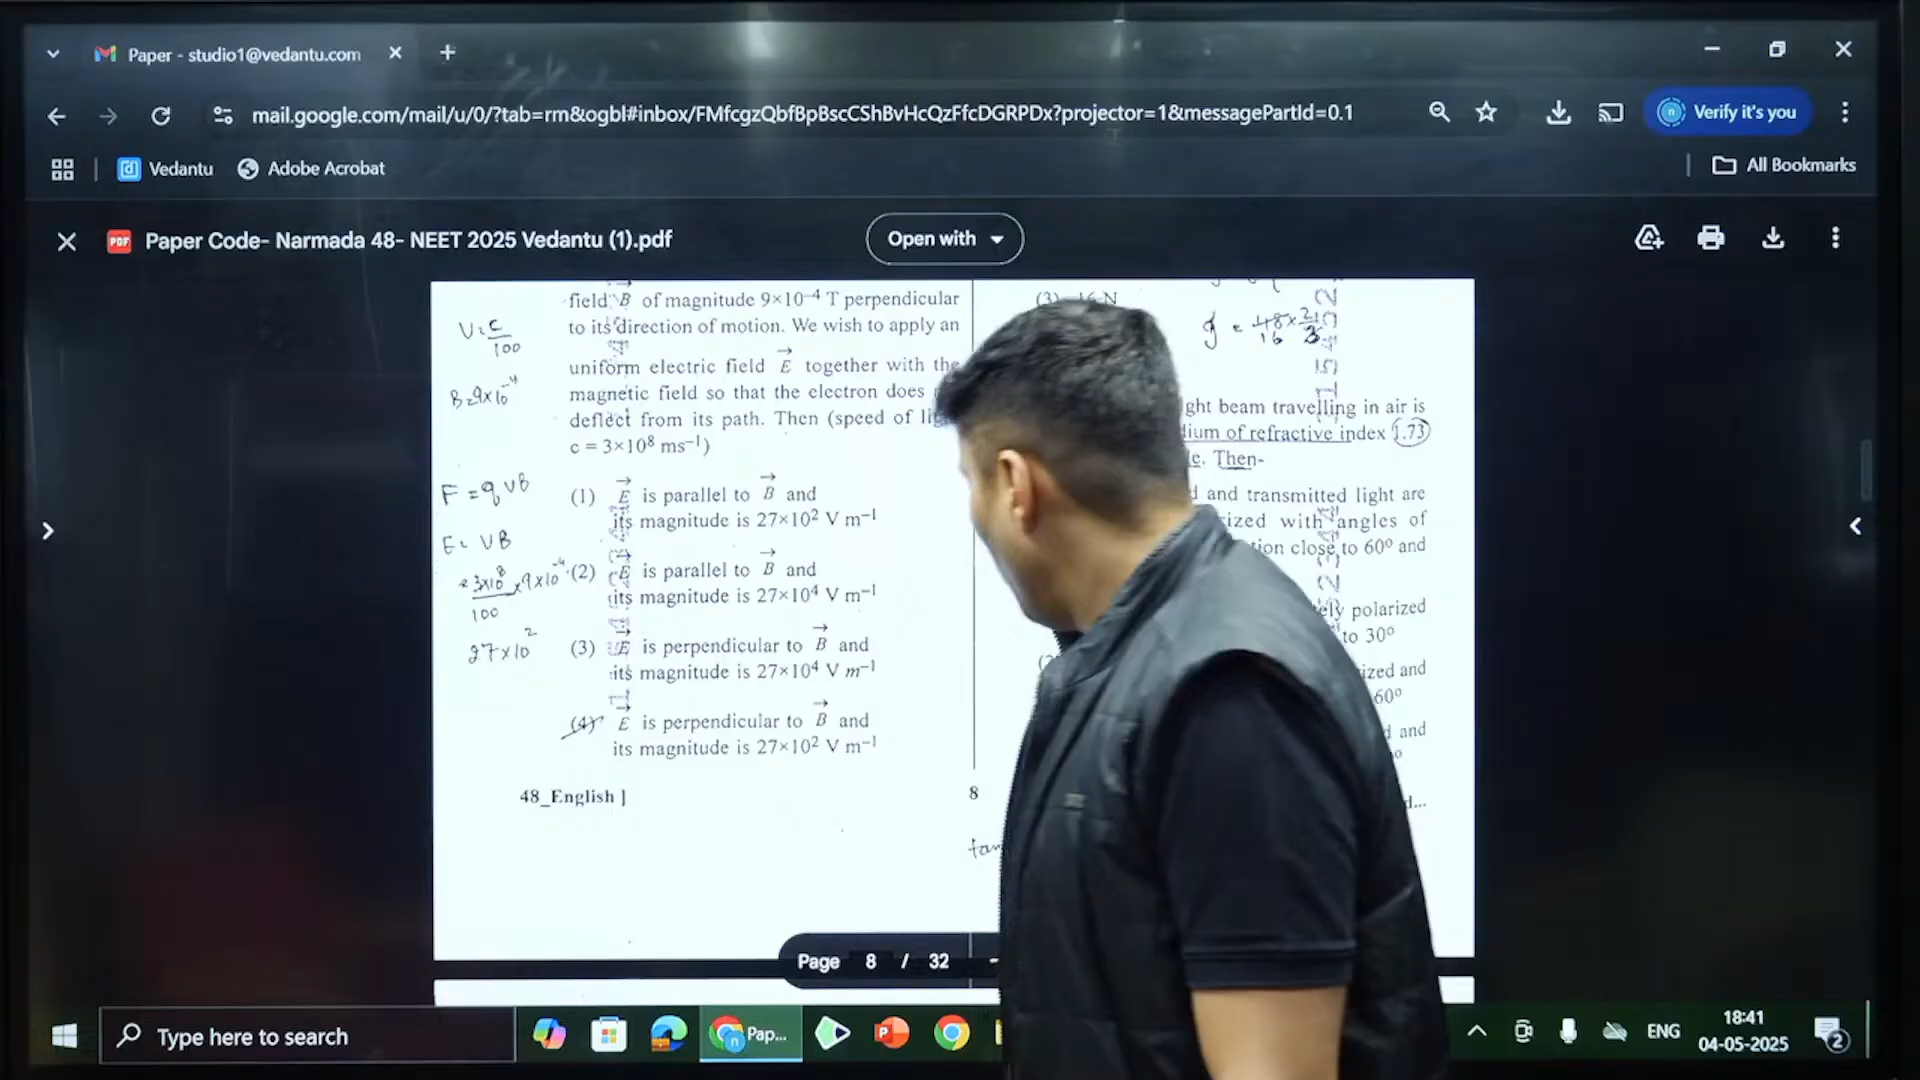 Paper - studio1@vedantu.com
mail.google.com/mail/u/0/?tab=rm&ogbl#inbox/FMfcgzQbfBpBscCShBvHcQzFfcDGRPDx?projector=1&messagePartId=0.1
Verify it's you
Vedantu
Adobe Acrobat
All Bookmarks
PDF
Paper Code- Narmada 48- NEET 2025 Vedantu (1).pdf
Open with
field B⃗ of magnitude 9×10⁻⁴ T perpendicular
to its direction of motion. We wish to apply an
uniform electric field E⃗ together with the
magnetic field so that the electron does
deflect from its path. Then (speed of
c = 3×10⁸ ms⁻¹)
(1) E⃗ is parallel to B⃗ and
its magnitude is 27×10² V m⁻¹
(2) E⃗ is parallel to B⃗ and
its magnitude is 27×10⁴ V m⁻¹
(3) E⃗ is perpendicular to B⃗ and
its magnitude is 27×10⁴ V m⁻¹
(4) E⃗ is perpendicular to B⃗ and
its magnitude is 27×10² V m⁻¹
48_English ]
V = c/100
B = 9×10⁻⁴
F = qVB
E = VB
= 3×10⁸/100 × 9×10⁻⁴
27×10²
8
beam travelling in air is
of refractive index 1.73
Then-
and transmitted light are
with angles of
close to 60° and
polarized
to 30°
and
60°
and
tan
Page 8 / 32
Type here to search
Pap...
ENG
18:41
04-05-2025
2